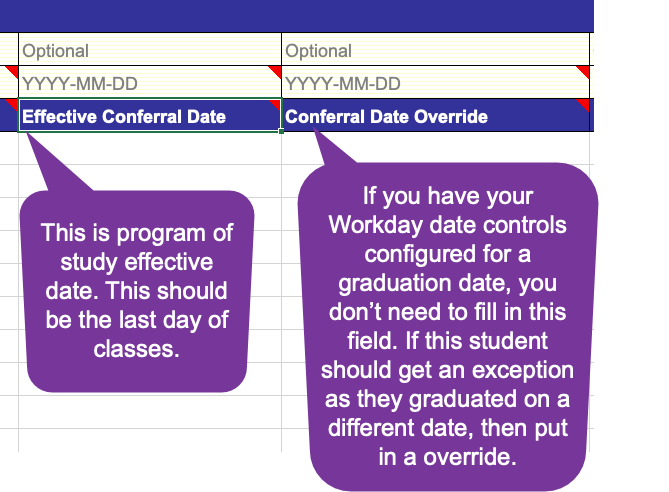 Optional
Optional
YYYY-MM-DD
YYYY-MM-DD
Effective Conferral Date
Conferral Date Override
This is program of
study effective
date. This should
be the last day of
classes.
If you have your
Workday date controls
configured for a
graduation date, you
don’t need to fill in this
field. If this student
should get an exception
as they graduated on a
different date, then put
in a override.